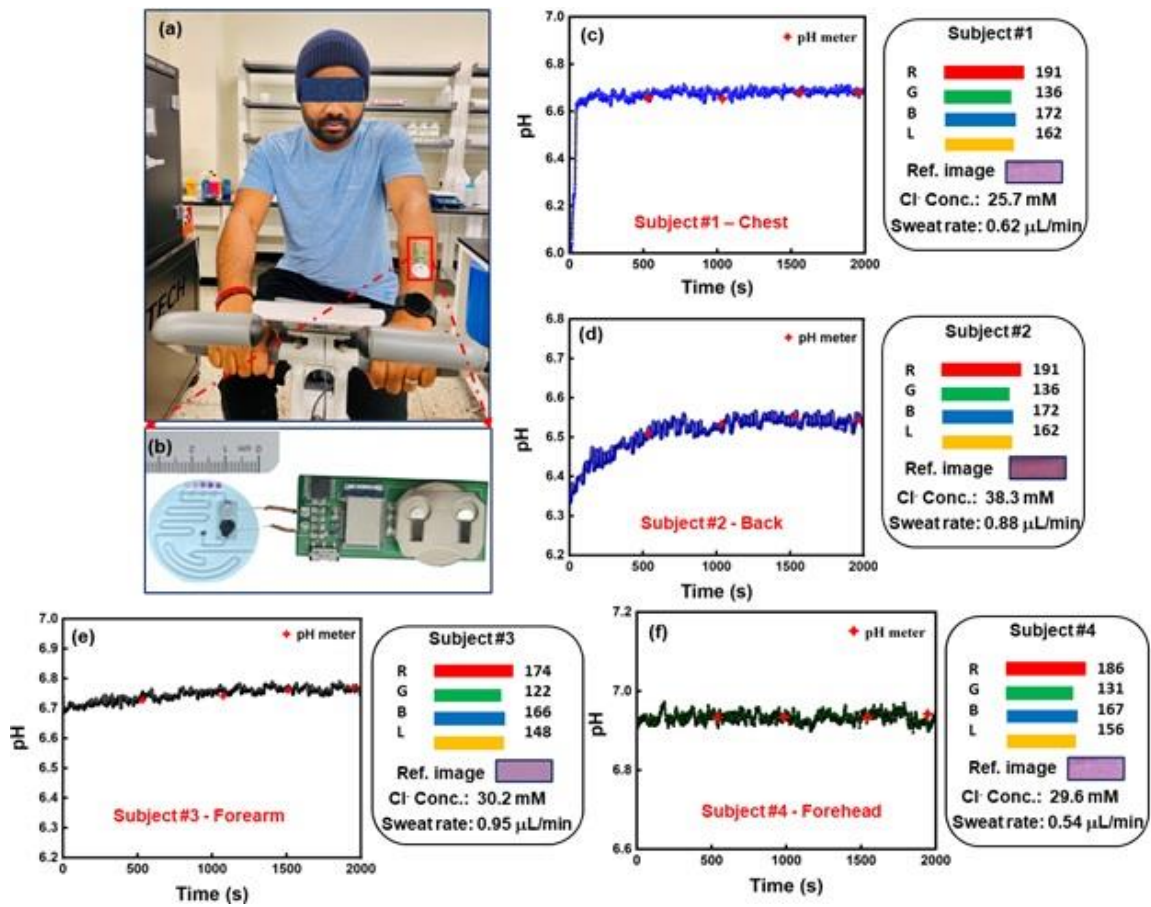 (a)
TECH
(b)
2 1 0
cm
(c)
pH meter
6.8
6.6
6.4
6.2
6.0
pH
Subject #1 – Chest
0 500 1000 1500 2000
Time (s)
Subject #1
R 191
G 136
B 172
L 162
Ref. image
Cl⁻ Conc.: 25.7 mM
Sweat rate: 0.62 µL/min
(d)
pH meter
6.8
6.7
6.6
6.5
6.4
6.3
6.2
pH
Subject #2 - Back
0 500 1000 1500 2000
Time (s)
Subject #2
R 191
G 136
B 172
L 162
Ref. image
Cl⁻ Conc.: 38.3 mM
Sweat rate: 0.88 µL/min
(e)
pH meter
7.0
6.9
6.8
6.7
6.6
6.5
6.4
6.3
6.2
pH
Subject #3 - Forearm
0 500 1000 1500 2000
Time (s)
Subject #3
R 174
G 122
B 166
L 148
Ref. image
Cl⁻ Conc.: 30.2 mM
Sweat rate: 0.95 µL/min
(f)
pH meter
7.2
7.0
6.8
6.6
pH
Subject #4 - Forehead
0 500 1000 1500 2000
Time (s)
Subject #4
R 186
G 131
B 167
L 156
Ref. image
Cl⁻ Conc.: 29.6 mM
Sweat rate: 0.54 µL/min